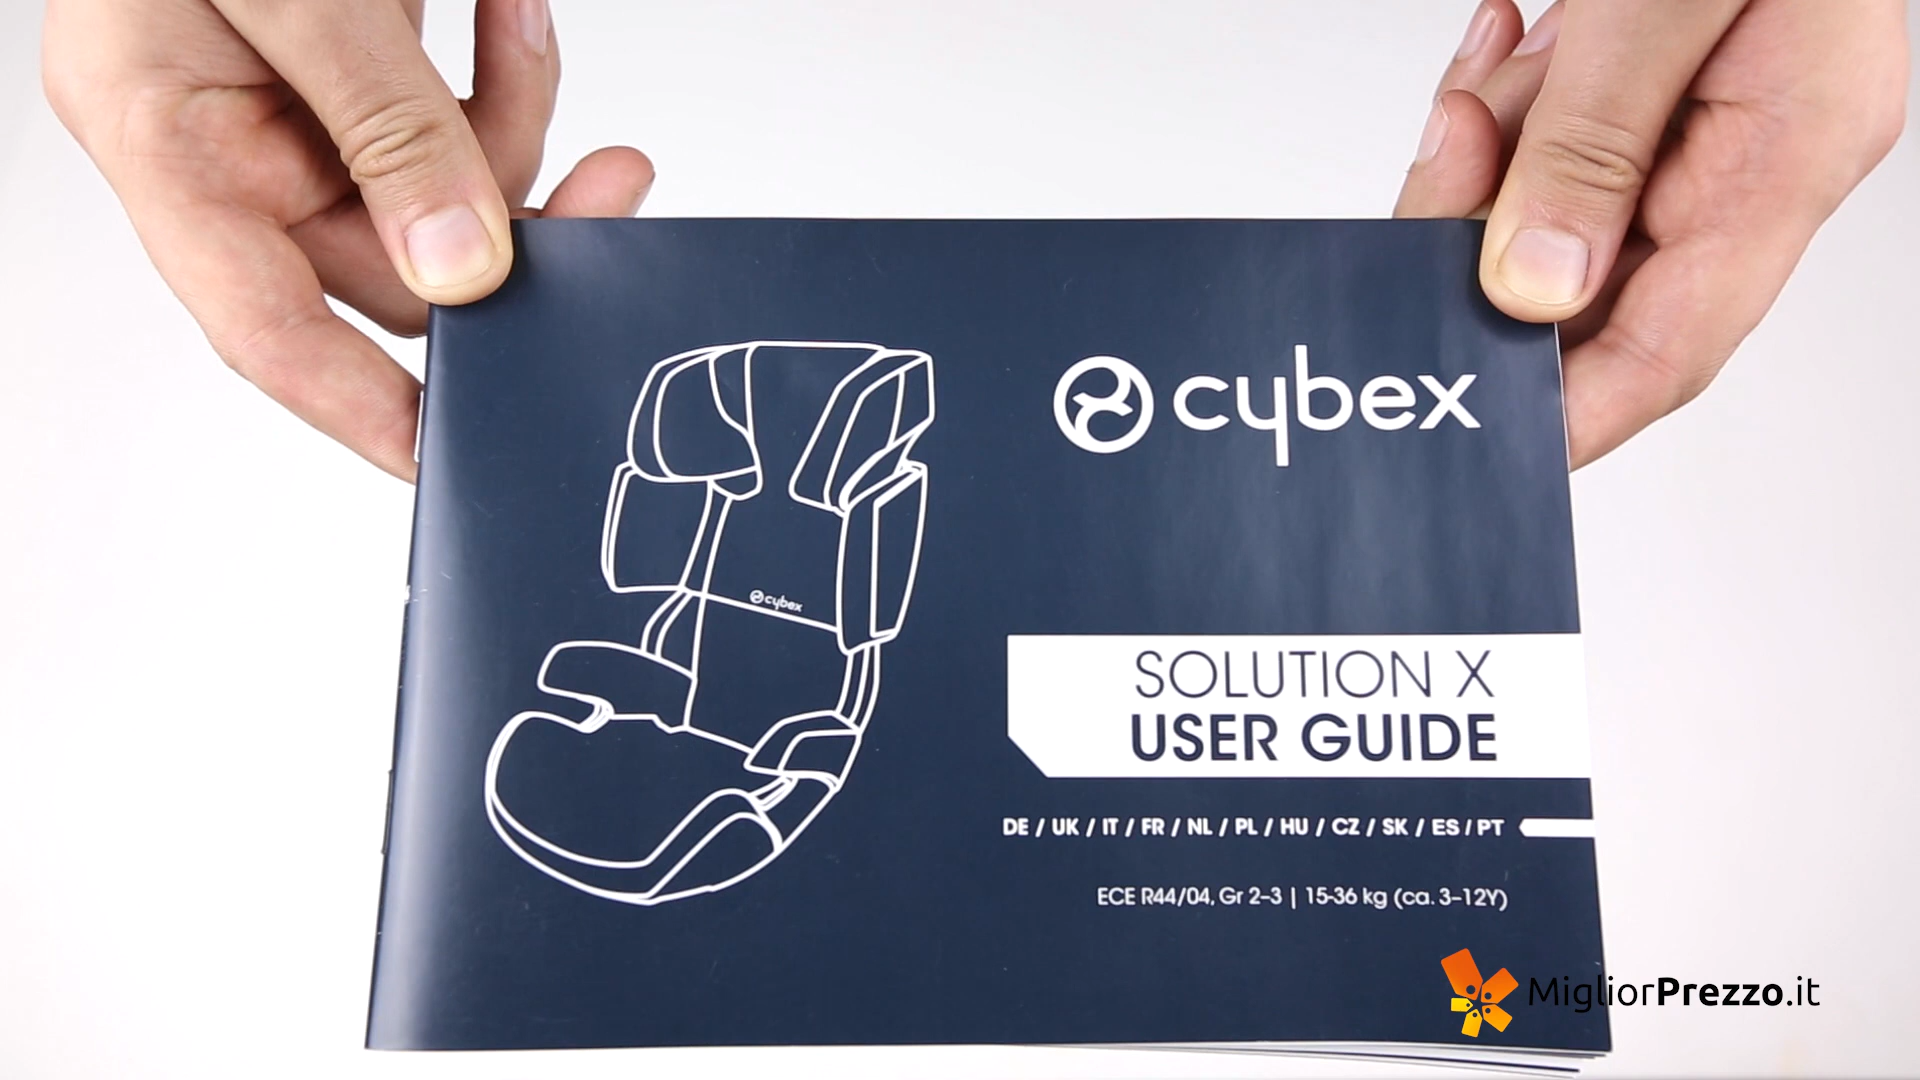 cybex
cybex
SOLUTION X
USER GUIDE
DE / UK / IT / FR / NL / PL / HU / CZ / SK / ES / PT
ECE R44/04, Gr 2–3 | 15-36 kg (ca. 3–12Y)
MigliorPrezzo.it